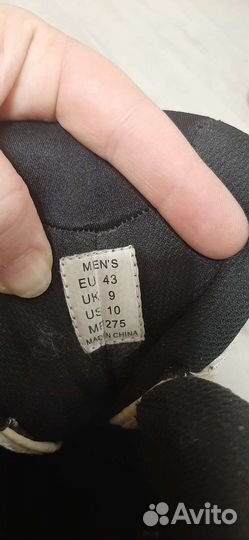 MEN'S
EU 43
UK 9
US 10
MP 275
MADE IN CHINA
Avito